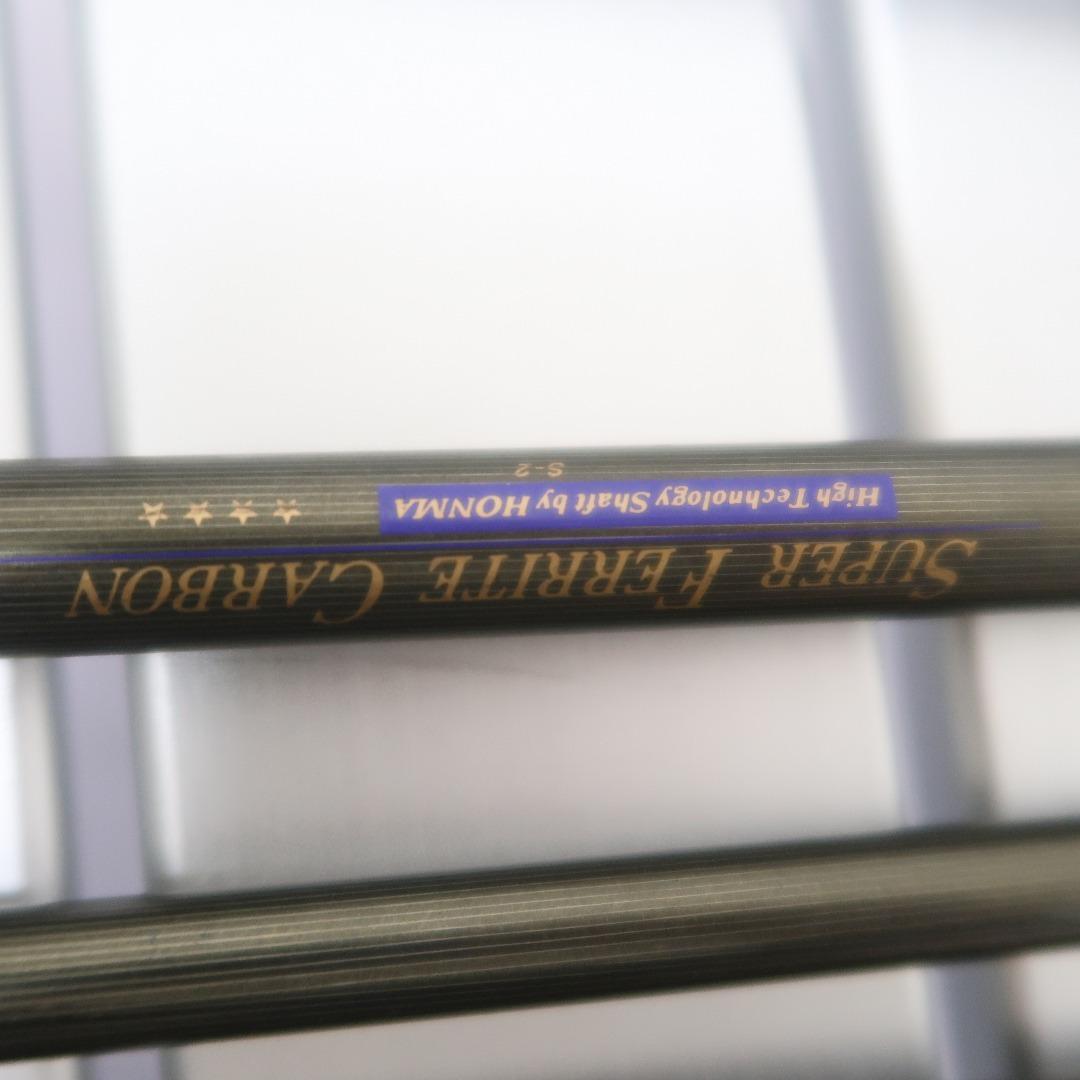 SUPER FERRITE CARBON
High Technology Shaft by HONMA
S-2